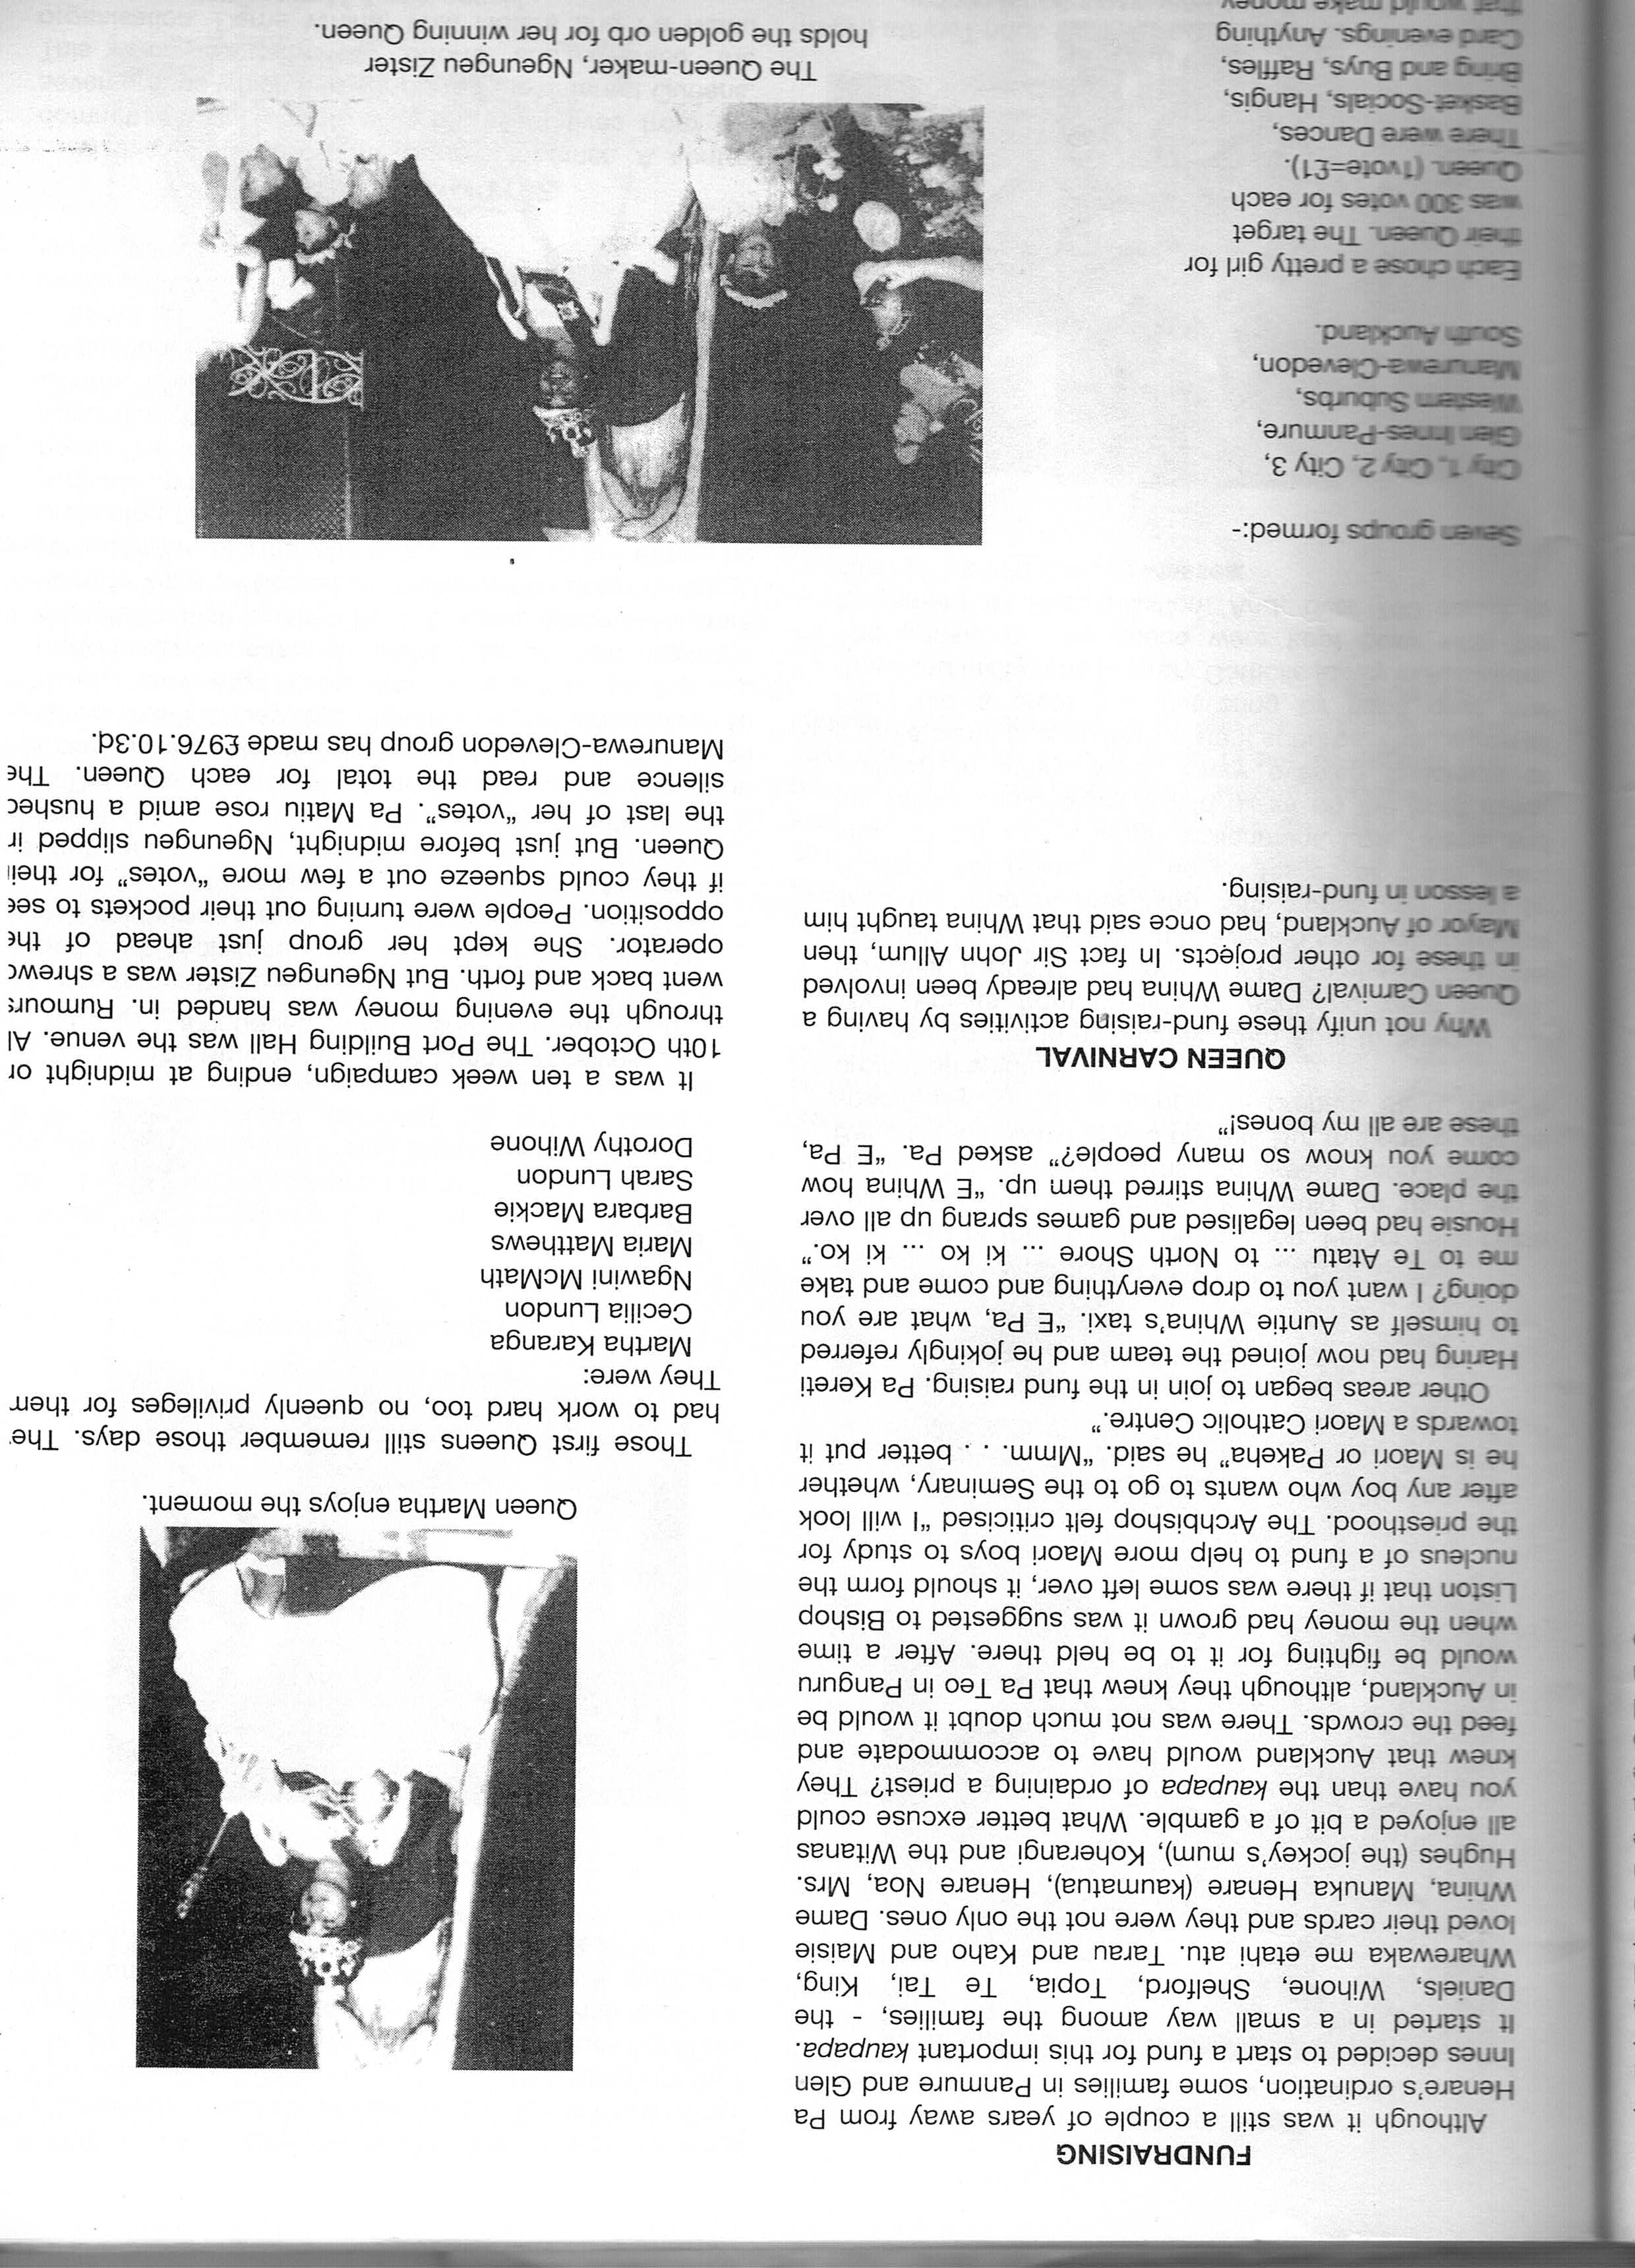 FUNDRAISING
Although it was still a couple of years away from Pa
Henare's ordination, some families in Panmure and Glen
Innes decided to start a fund for this important kaupapa.
It started in a small way among the families, - the
Daniels, Wihone, Shelford, Topia, Te Tai, King,
Wharewaka me etahi atu. Tarau and Kaho and Maisie
loved their cards and they were not the only ones. Dame
Whina, Manuka Henare (kaumatua), Henare Noa, Mrs.
Hughes (the jockey's mum), Koherangi and the Witanas
all enjoyed a bit of a gamble. What better excuse could
you have than the kaupapa of ordaining a priest? They
knew that Auckland would have to accommodate and
feed the crowds. There was not much doubt it would be
in Auckland, although they knew that Pa Teo in Panguru
would be fighting for it to be held there. After a time
when the money had grown it was suggested to Bishop
Liston that if there was some left over, it should form the
nucleus of a fund to help more Maori boys to study for
the priesthood. The Archbishop felt criticised “I will look
after any boy who wants to go to the Seminary, whether
he is Maori or Pakeha” he said. “Mmm. . . better put it
towards a Maori Catholic Centre.”
Other areas began to join in the fund raising. Pa Kereti
Haring had now joined the team and he jokingly referred
to himself as Auntie Whina's taxi. “E Pa, what are you
doing? I want you to drop everything and come and take
me to Te Atatu ... to North Shore ... ki ko ... ki ko.”
Housie had been legalised and games sprang up all over
the place. Dame Whina stirred them up. “E Whina how
come you know so many people?” asked Pa. “E Pa,
these are all my bones!”
QUEEN CARNIVAL
Why not unify these fund-raising activities by having a
Queen Carnival? Dame Whina had already been involved
in these for other projects. In fact Sir John Allum, then
Mayor of Auckland, had once said that Whina taught him
a lesson in fund-raising.
Seven groups formed:-
City 1, City 2, City 3,
Glen Innes-Panmure,
Western Suburbs,
Manurewa-Clevedon,
South Auckland.
Each chose a pretty girl for
their Queen. The target
was 300 votes for each
Queen. (1vote=£1).
There were Dances,
Basket-Socials, Hangis,
Bring and Buys, Raffles,
Card evenings. Anything
that would make money
Queen Martha enjoys the moment.
Those first Queens still remember those days. The
had to work hard too, no queenly privileges for them
They were:
Martha Karanga
Cecilia Lundon
Ngawini McMath
Maria Matthews
Barbara Mackie
Sarah Lundon
Dorothy Wihone
It was a ten week campaign, ending at midnight on
10th October. The Port Building Hall was the venue. Al
through the evening money was handed in. Rumours
went back and forth. But Ngeungeu Zister was a shrewd
operator. She kept her group just ahead of the
opposition. People were turning out their pockets to see
if they could squeeze out a few more “votes” for their
Queen. But just before midnight, Ngeungeu slipped in
the last of her “votes”. Pa Matiu rose amid a hushed
silence and read the total for each Queen. The
Manurewa-Clevedon group has made £976.10.3d.
The Queen-maker, Ngeungeu Zister
holds the golden orb for her winning Queen.